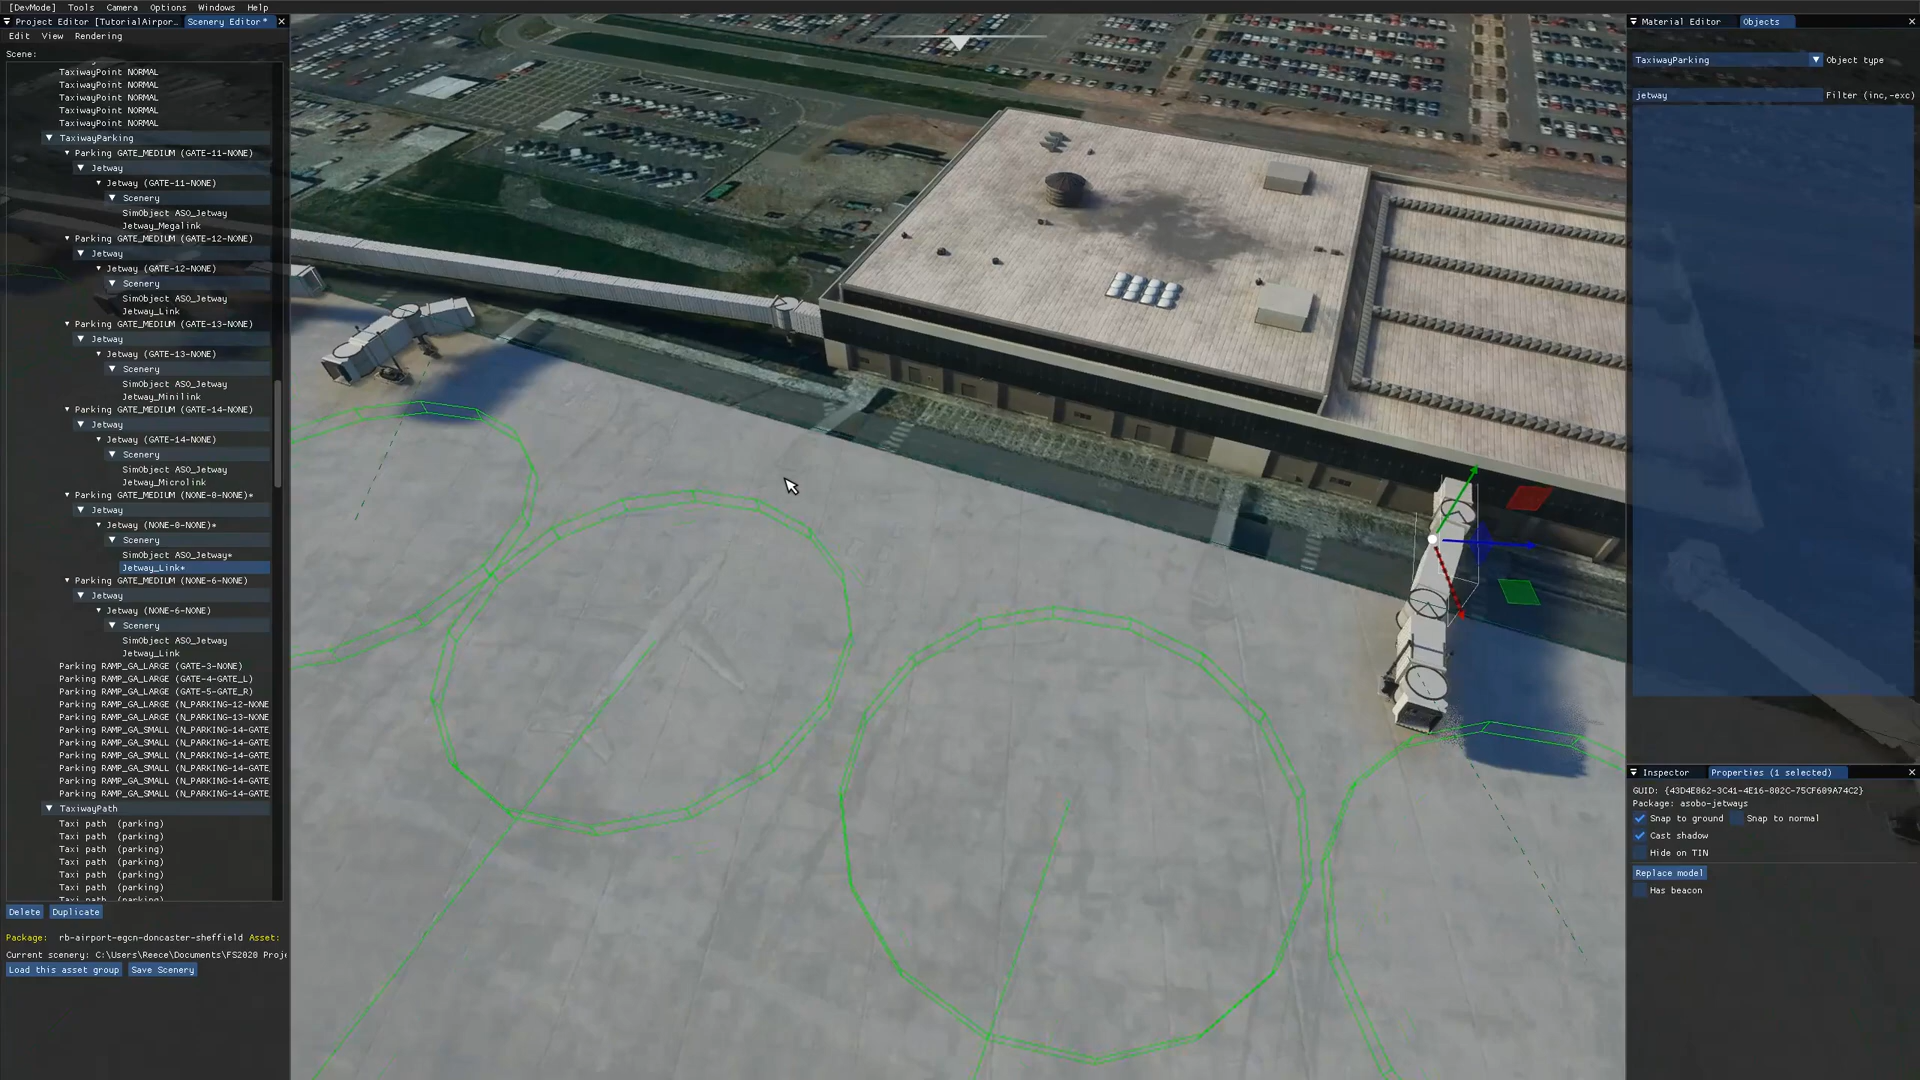 [DevMode] Tools Camera Options Windows Help
Project Editor [TutorialAirpor.. Scenery Editor*
Edit View Rendering
Scene:
TaxiwayPoint NORMAL
TaxiwayPoint NORMAL
TaxiwayPoint NORMAL
TaxiwayPoint NORMAL
TaxiwayPoint NORMAL
TaxiwayParking
Parking GATE_MEDIUM (GATE-11-NONE)
Jetway
Jetway (GATE-11-NONE)
Scenery
SimObject ASO_Jetway
Jetway_Megalink
Parking GATE_MEDIUM (GATE-12-NONE)
Jetway
Jetway (GATE-12-NONE)
Scenery
SimObject ASO_Jetway
Jetway_Link
Parking GATE_MEDIUM (GATE-13-NONE)
Jetway
Jetway (GATE-13-NONE)
Scenery
SimObject ASO_Jetway
Jetway_Minilink
Parking GATE_MEDIUM (GATE-14-NONE)
Jetway
Jetway (GATE-14-NONE)
Scenery
SimObject ASO_Jetway
Jetway_Microlink
Parking GATE_MEDIUM (NONE-0-NONE)*
Jetway
Jetway (NONE-0-NONE)*
Scenery
SimObject ASO_Jetway*
Jetway_Link*
Parking GATE_MEDIUM (NONE-6-NONE)
Jetway
Jetway (NONE-6-NONE)
Scenery
SimObject ASO_Jetway
Jetway_Link
Parking RAMP_GA_LARGE (GATE-3-NONE)
Parking RAMP_GA_LARGE (GATE-4-GATE_L)
Parking RAMP_GA_LARGE (GATE-5-GATE_R)
Parking RAMP_GA_LARGE (N_PARKING-12-NONE
Parking RAMP_GA_LARGE (N_PARKING-13-NONE
Parking RAMP_GA_SMALL (N_PARKING-14-GATE_
Parking RAMP_GA_SMALL (N_PARKING-14-GATE_
Parking RAMP_GA_SMALL (N_PARKING-14-GATE_
Parking RAMP_GA_SMALL (N_PARKING-14-GATE_
Parking RAMP_GA_SMALL (N_PARKING-14-GATE_
Parking RAMP_GA_SMALL (N_PARKING-14-GATE_
TaxiwayPath
Taxi path (parking)
Taxi path (parking)
Taxi path (parking)
Taxi path (parking)
Taxi path (parking)
Taxi path (parking)
Taxi path (parking)
Delete Duplicate
Package: rb-airport-egcn-doncaster-sheffield Asset:
Current scenery: C:\Users\Reece\Documents\FS2020 Proje
Load this asset group Save Scenery
Material Editor Objects
TaxiwayParking Object type
jetway Filter (inc,-exc)
Inspector Properties (1 selected)
GUID: {43D4E862-3C41-4E16-802C-75CF609A74C2}
Package: asobo-jetways
Snap to ground Snap to normal
Cast shadow
Hide on TIN
Replace model
Has beacon